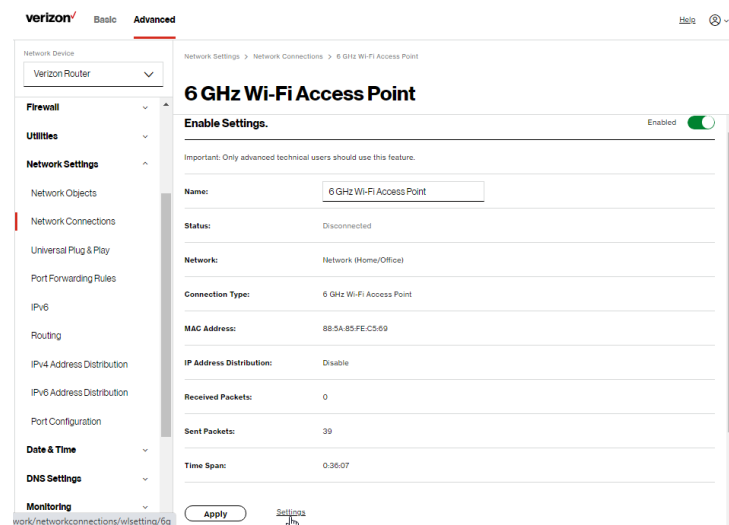 verizon✓ Basic Advanced Help
Network Device
Verizon Router
Firewall
Utilities
Network Settings
Network Objects
Network Connections
Universal Plug & Play
Port Forwarding Rules
IPv6
Routing
IPv4 Address Distribution
IPv6 Address Distribution
Port Configuration
Date & Time
DNS Settings
Monitoring
work/networkconnections/wlsetting/6g
Network Settings > Network Connections > 6 GHz Wi-Fi Access Point
6 GHz Wi-Fi Access Point
Enable Settings. Enabled
Important: Only advanced technical users should use this feature.
Name: 6 GHz Wi-Fi Access Point
Status: Disconnected
Network: Network (Home/Office)
Connection Type: 6 GHz Wi-Fi Access Point
MAC Address: 88:5A:85:FE:C5:69
IP Address Distribution: Disable
Received Packets: 0
Sent Packets: 39
Time Span: 0:36:07
Apply Settings